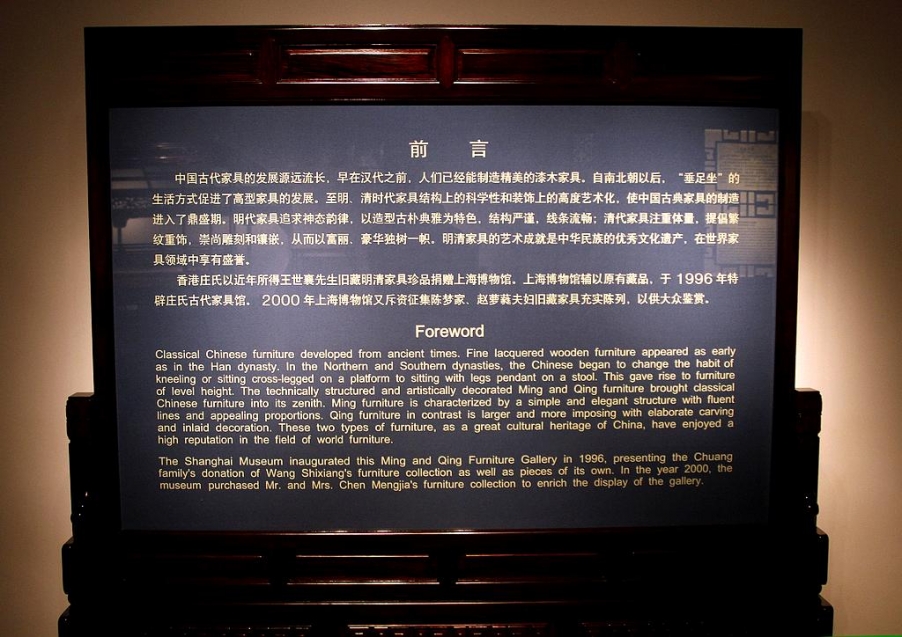 前 言
中国古代家具的发展源远流长，早在汉代之前，人们已经能制造精美的漆木家具。自南北朝以后，“垂足坐”的
生活方式促进了高型家具的发展。至明、清时代家具结构上的科学性和装饰上的高度艺术化，使中国古典家具的制造
进入了鼎盛期。明代家具追求神态韵律，以造型古朴典雅为特色，结构严谨，线条流畅；清代家具注重体量，提倡繁
纹重饰，崇尚雕刻和镶嵌，从而以富丽、豪华独树一帜。明清家具的艺术成就是中华民族的优秀文化遗产，在世界家
具领域中享有盛誉。
香港庄氏以近年所得王世襄先生旧藏明清家具珍品捐赠上海博物馆。上海博物馆辅以原有藏品，于 1996 年特
辟庄氏古代家具馆。 2000 年上海博物馆又斥资征集陈梦家、赵萝蕤夫妇旧藏家具充实陈列，以供大众鉴赏。
Foreword
Classical Chinese furniture developed from ancient times. Fine lacquered wooden furniture appeared as early
as in the Han dynasty. In the Northern and Southern dynasties, the Chinese began to change the habit of
kneeling or sitting cross-legged on a platform to sitting with legs pendant on a stool. This gave rise to furniture
of level height. The technically structured and artistically decorated Ming and Qing furniture brought classical
Chinese furniture into its zenith. Ming furniture is characterized by a simple and elegant structure with fluent
lines and appealing proportions. Qing furniture in contrast is larger and more imposing with elaborate carving
and inlaid decoration. These two types of furniture, as a great cultural heritage of China, have enjoyed a
high reputation in the field of world furniture.
The Shanghai Museum inaugurated this Ming and Qing Furniture Gallery in 1996, presenting the Chuang
family's donation of Wang Shixiang's furniture collection as well as pieces of its own. In the year 2000, the
museum purchased Mr. and Mrs. Chen Mengjia's furniture collection to enrich the display of the gallery.